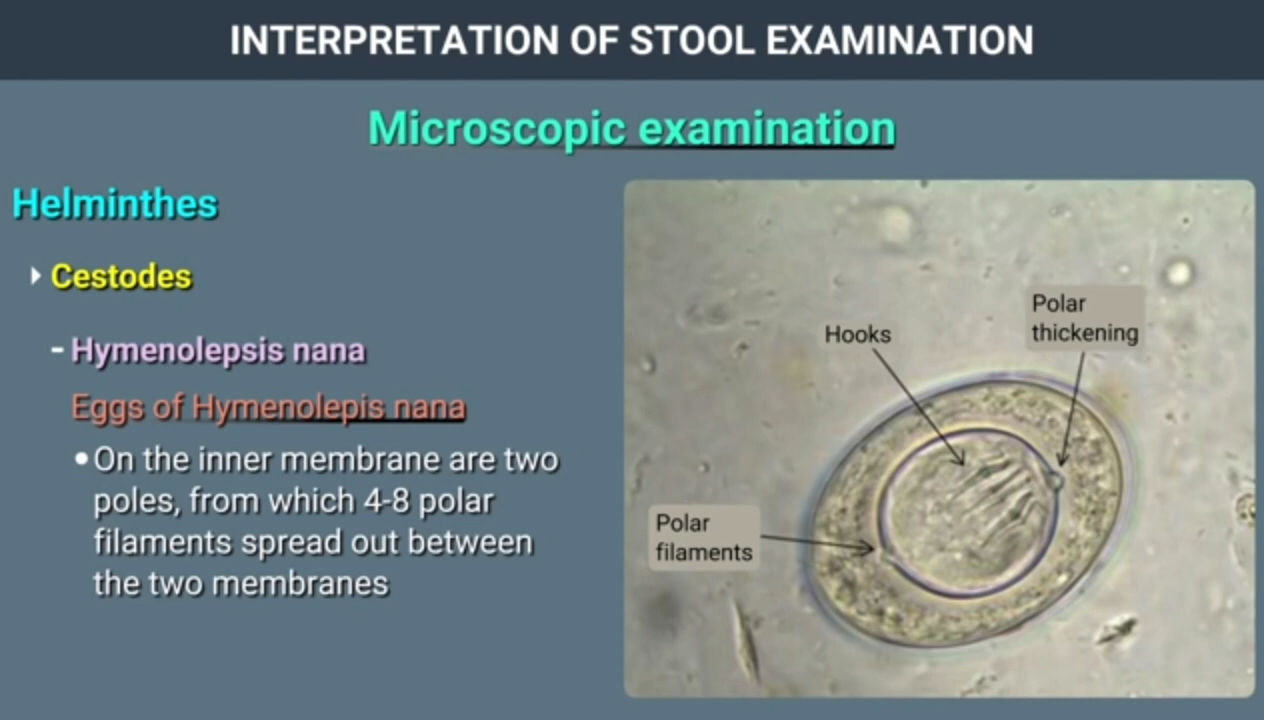 INTERPRETATION OF STOOL EXAMINATION
Microscopic examination
Helminthes
Cestodes
- Hymenolepsis nana
Eggs of Hymenolepis nana
• On the inner membrane are two
poles, from which 4-8 polar
filaments spread out between
the two membranes
Hooks
Polar
thickening
Polar
filaments